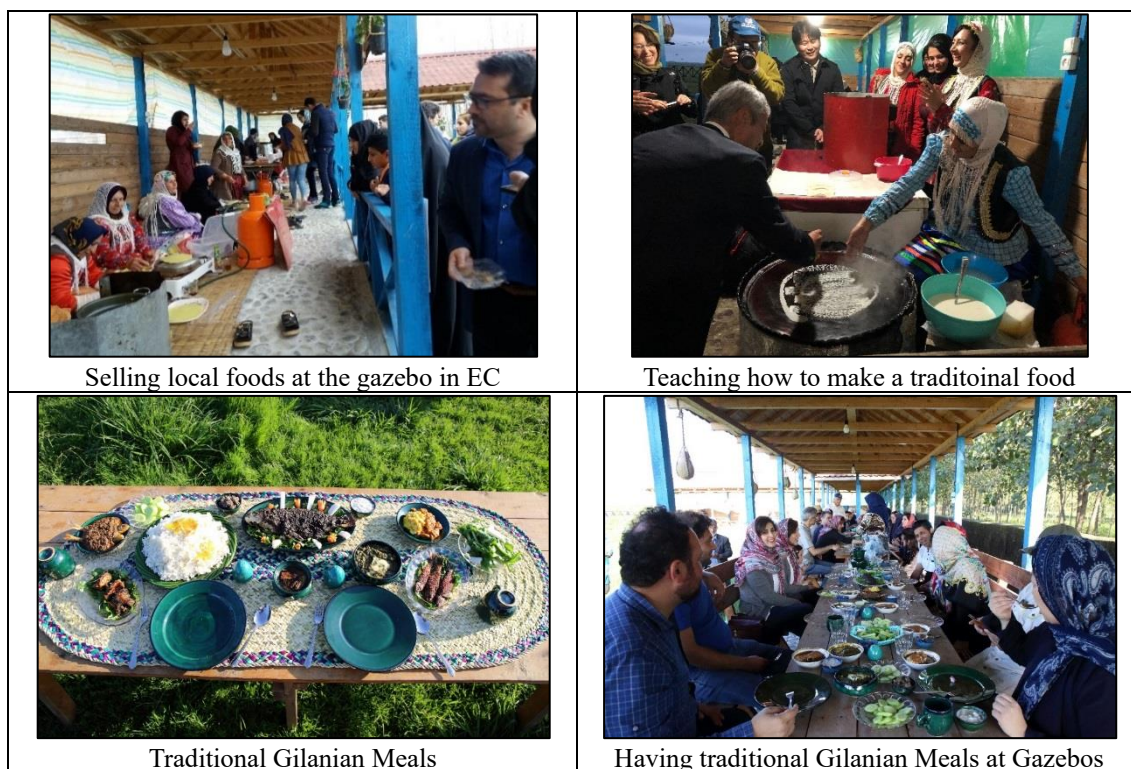 Selling local foods at the gazebo in EC
Teaching how to make a traditoinal food
Traditional Gilanian Meals
Having traditional Gilanian Meals at Gazebos